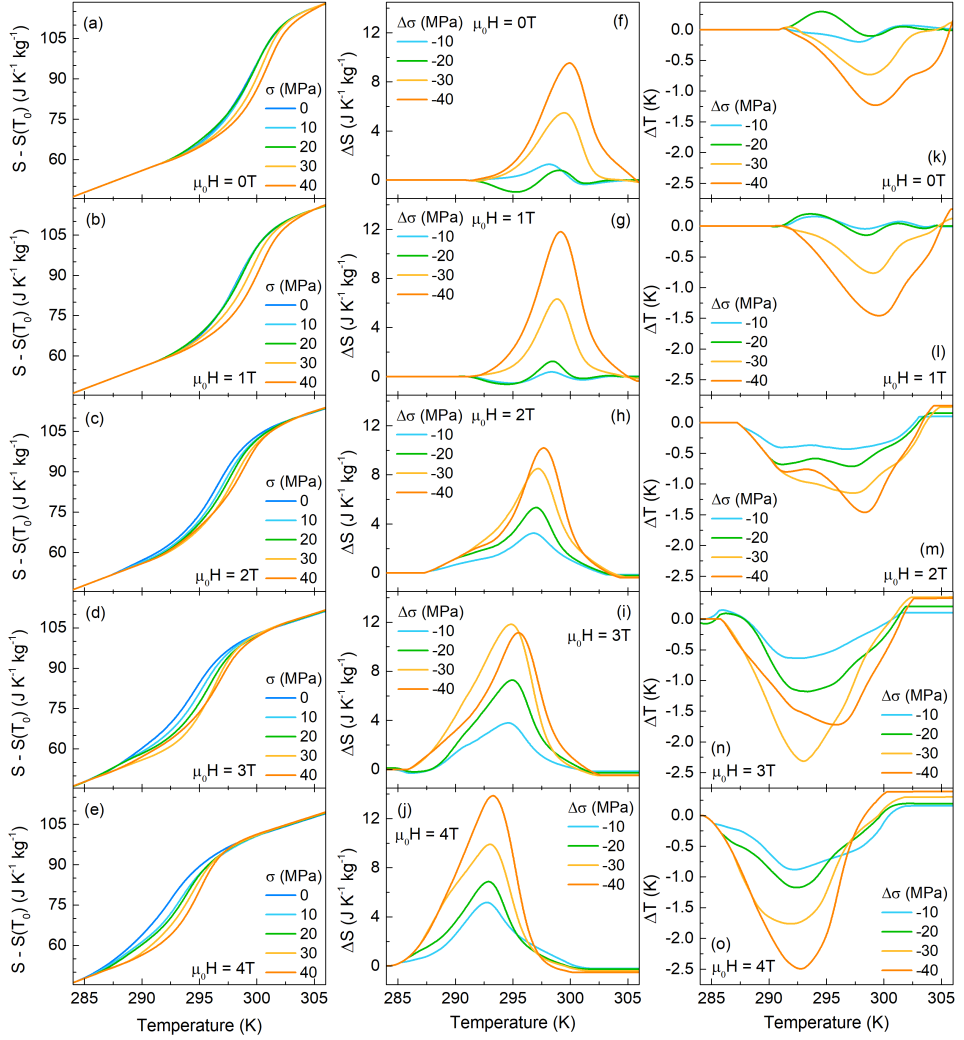 (a)
S - S(T₀) (J K⁻¹ kg⁻¹)
105
90
75
60
σ (MPa)
0
10
20
30
40
μ₀H = 0T
(b)
S - S(T₀) (J K⁻¹ kg⁻¹)
105
90
75
60
σ (MPa)
0
10
20
30
40
μ₀H = 1T
(c)
S - S(T₀) (J K⁻¹ kg⁻¹)
105
90
75
60
σ (MPa)
0
10
20
30
40
μ₀H = 2T
(d)
S - S(T₀) (J K⁻¹ kg⁻¹)
105
90
75
60
σ (MPa)
0
10
20
30
40
μ₀H = 3T
(e)
S - S(T₀) (J K⁻¹ kg⁻¹)
105
90
75
60
σ (MPa)
0
10
20
30
40
μ₀H = 4T
285 290 295 300 305
Temperature (K)
Δσ (MPa) μ₀H = 0T (f)
-10
-20
-30
-40
ΔS (J K⁻¹ kg⁻¹)
12
8
4
0
Δσ (MPa) μ₀H = 1T (g)
-10
-20
-30
-40
ΔS (J K⁻¹ kg⁻¹)
12
8
4
0
Δσ (MPa) μ₀H = 2T (h)
-10
-20
-30
-40
ΔS (J K⁻¹ kg⁻¹)
12
8
4
0
Δσ (MPa) (i)
-10 μ₀H = 3T
-20
-30
-40
ΔS (J K⁻¹ kg⁻¹)
12
8
4
0
(j) Δσ (MPa)
μ₀H = 4T -10
-20
-30
-40
ΔS (J K⁻¹ kg⁻¹)
12
8
4
0
285 290 295 300 305
Temperature (K)
ΔT (K)
0.0
-0.5
-1.0
-1.5
-2.0
-2.5
Δσ (MPa)
-10
-20
-30
-40
(k)
μ₀H = 0T
ΔT (K)
0.0
-0.5
-1.0
-1.5
-2.0
-2.5
Δσ (MPa)
-10
-20
-30
-40
(l)
μ₀H = 1T
ΔT (K)
0.0
-0.5
-1.0
-1.5
-2.0
-2.5
Δσ (MPa)
-10
-20
-30
-40
(m)
μ₀H = 2T
ΔT (K)
0.0
-0.5
-1.0
-1.5
-2.0
-2.5
Δσ (MPa)
-10
-20
-30
-40
(n)
μ₀H = 3T
ΔT (K)
0.0
-0.5
-1.0
-1.5
-2.0
-2.5
Δσ (MPa)
-10
-20
-30
-40
(o)
μ₀H = 4T
285 290 295 300 305
Temperature (K)